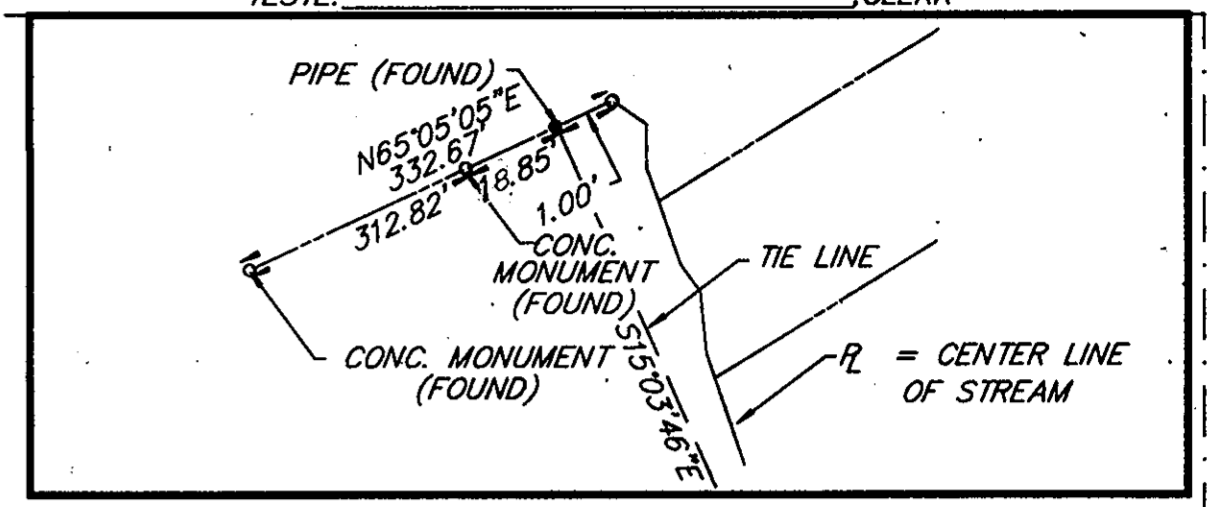 PIPE (FOUND)
N65°05'05"E
332.67'
312.82'
18.85'
1.00'
CONC.
MONUMENT
(FOUND)
TIE LINE
S15°03'46"E
CONC. MONUMENT
(FOUND)
PL = CENTER LINE
OF STREAM